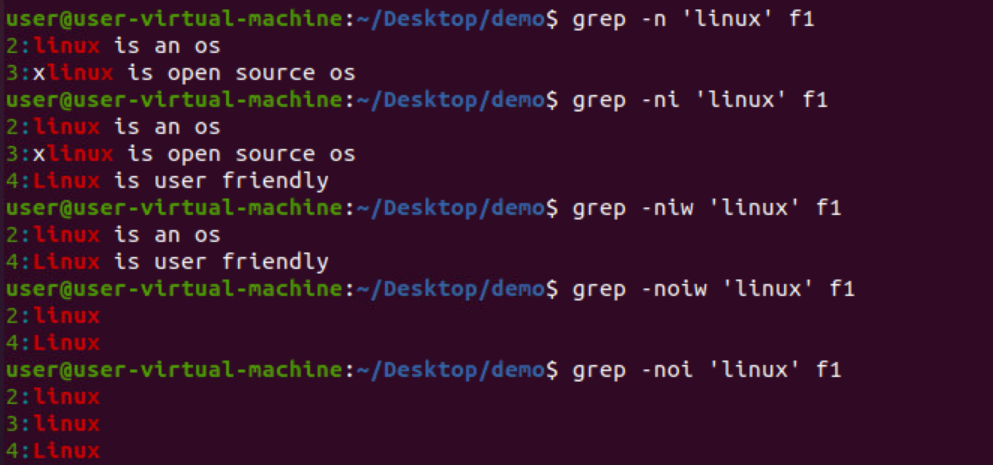 user@user-virtual-machine:~/Desktop/demo$ grep -n 'linux' f1
2:linux is an os
3:xlinux is open source os
user@user-virtual-machine:~/Desktop/demo$ grep -ni 'linux' f1
2:linux is an os
3:xlinux is open source os
4:Linux is user friendly
user@user-virtual-machine:~/Desktop/demo$ grep -niw 'linux' f1
2:linux is an os
4:Linux is user friendly
user@user-virtual-machine:~/Desktop/demo$ grep -noiw 'linux' f1
2:linux
4:Linux
user@user-virtual-machine:~/Desktop/demo$ grep -noi 'linux' f1
2:linux
3:linux
4:Linux